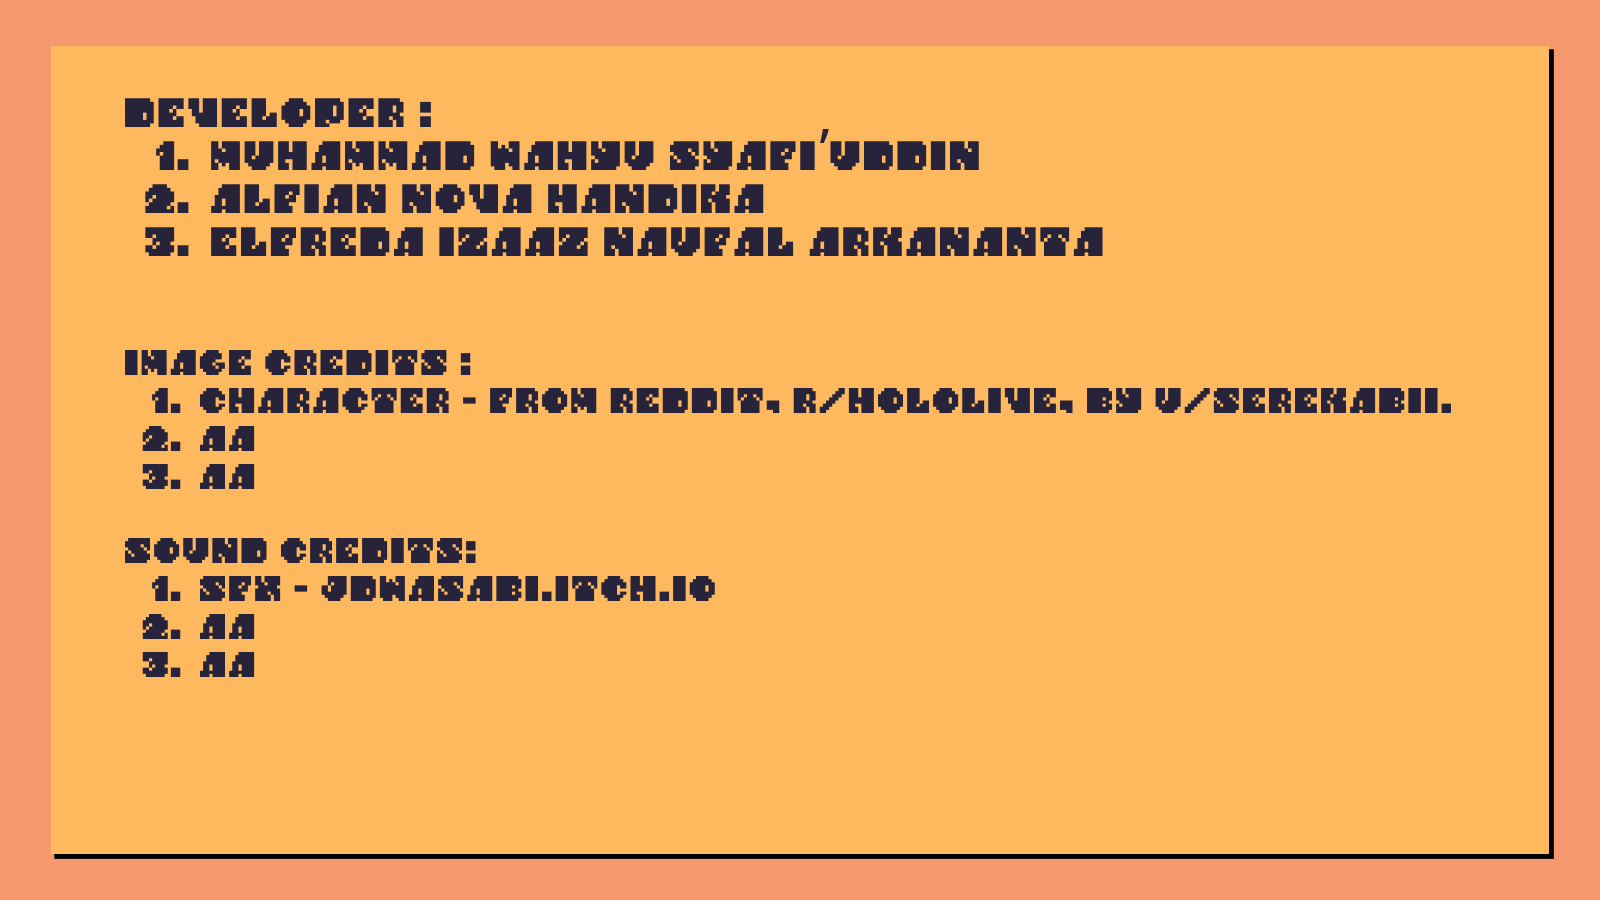 DEVELOPER :
1. MUHAMMAD WAHYU SYAFI'UDDIN
2. ALFIAN NOVA HANDIKA
3. ELFREDA IZAAZ NAUFAL ARKANANTA
IMAGE CREDITS :
1. CHARACTER - FROM REDDIT, R/HOLOLIVE, BY U/SEREKABII.
2. AA
3. AA
SOUND CREDITS:
1. SFX - JDWASABI.ITCH.IO
2. AA
3. AA